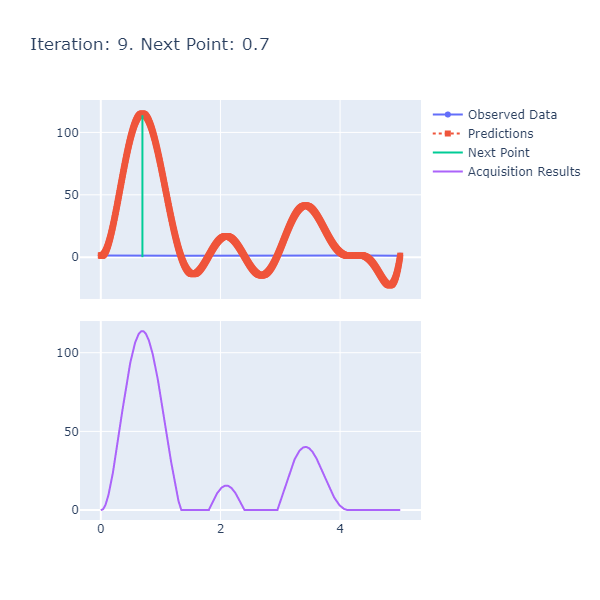 Iteration: 9. Next Point: 0.7
Observed Data
Predictions
Next Point
Acquisition Results
100
50
0
100
50
0
0 2 4